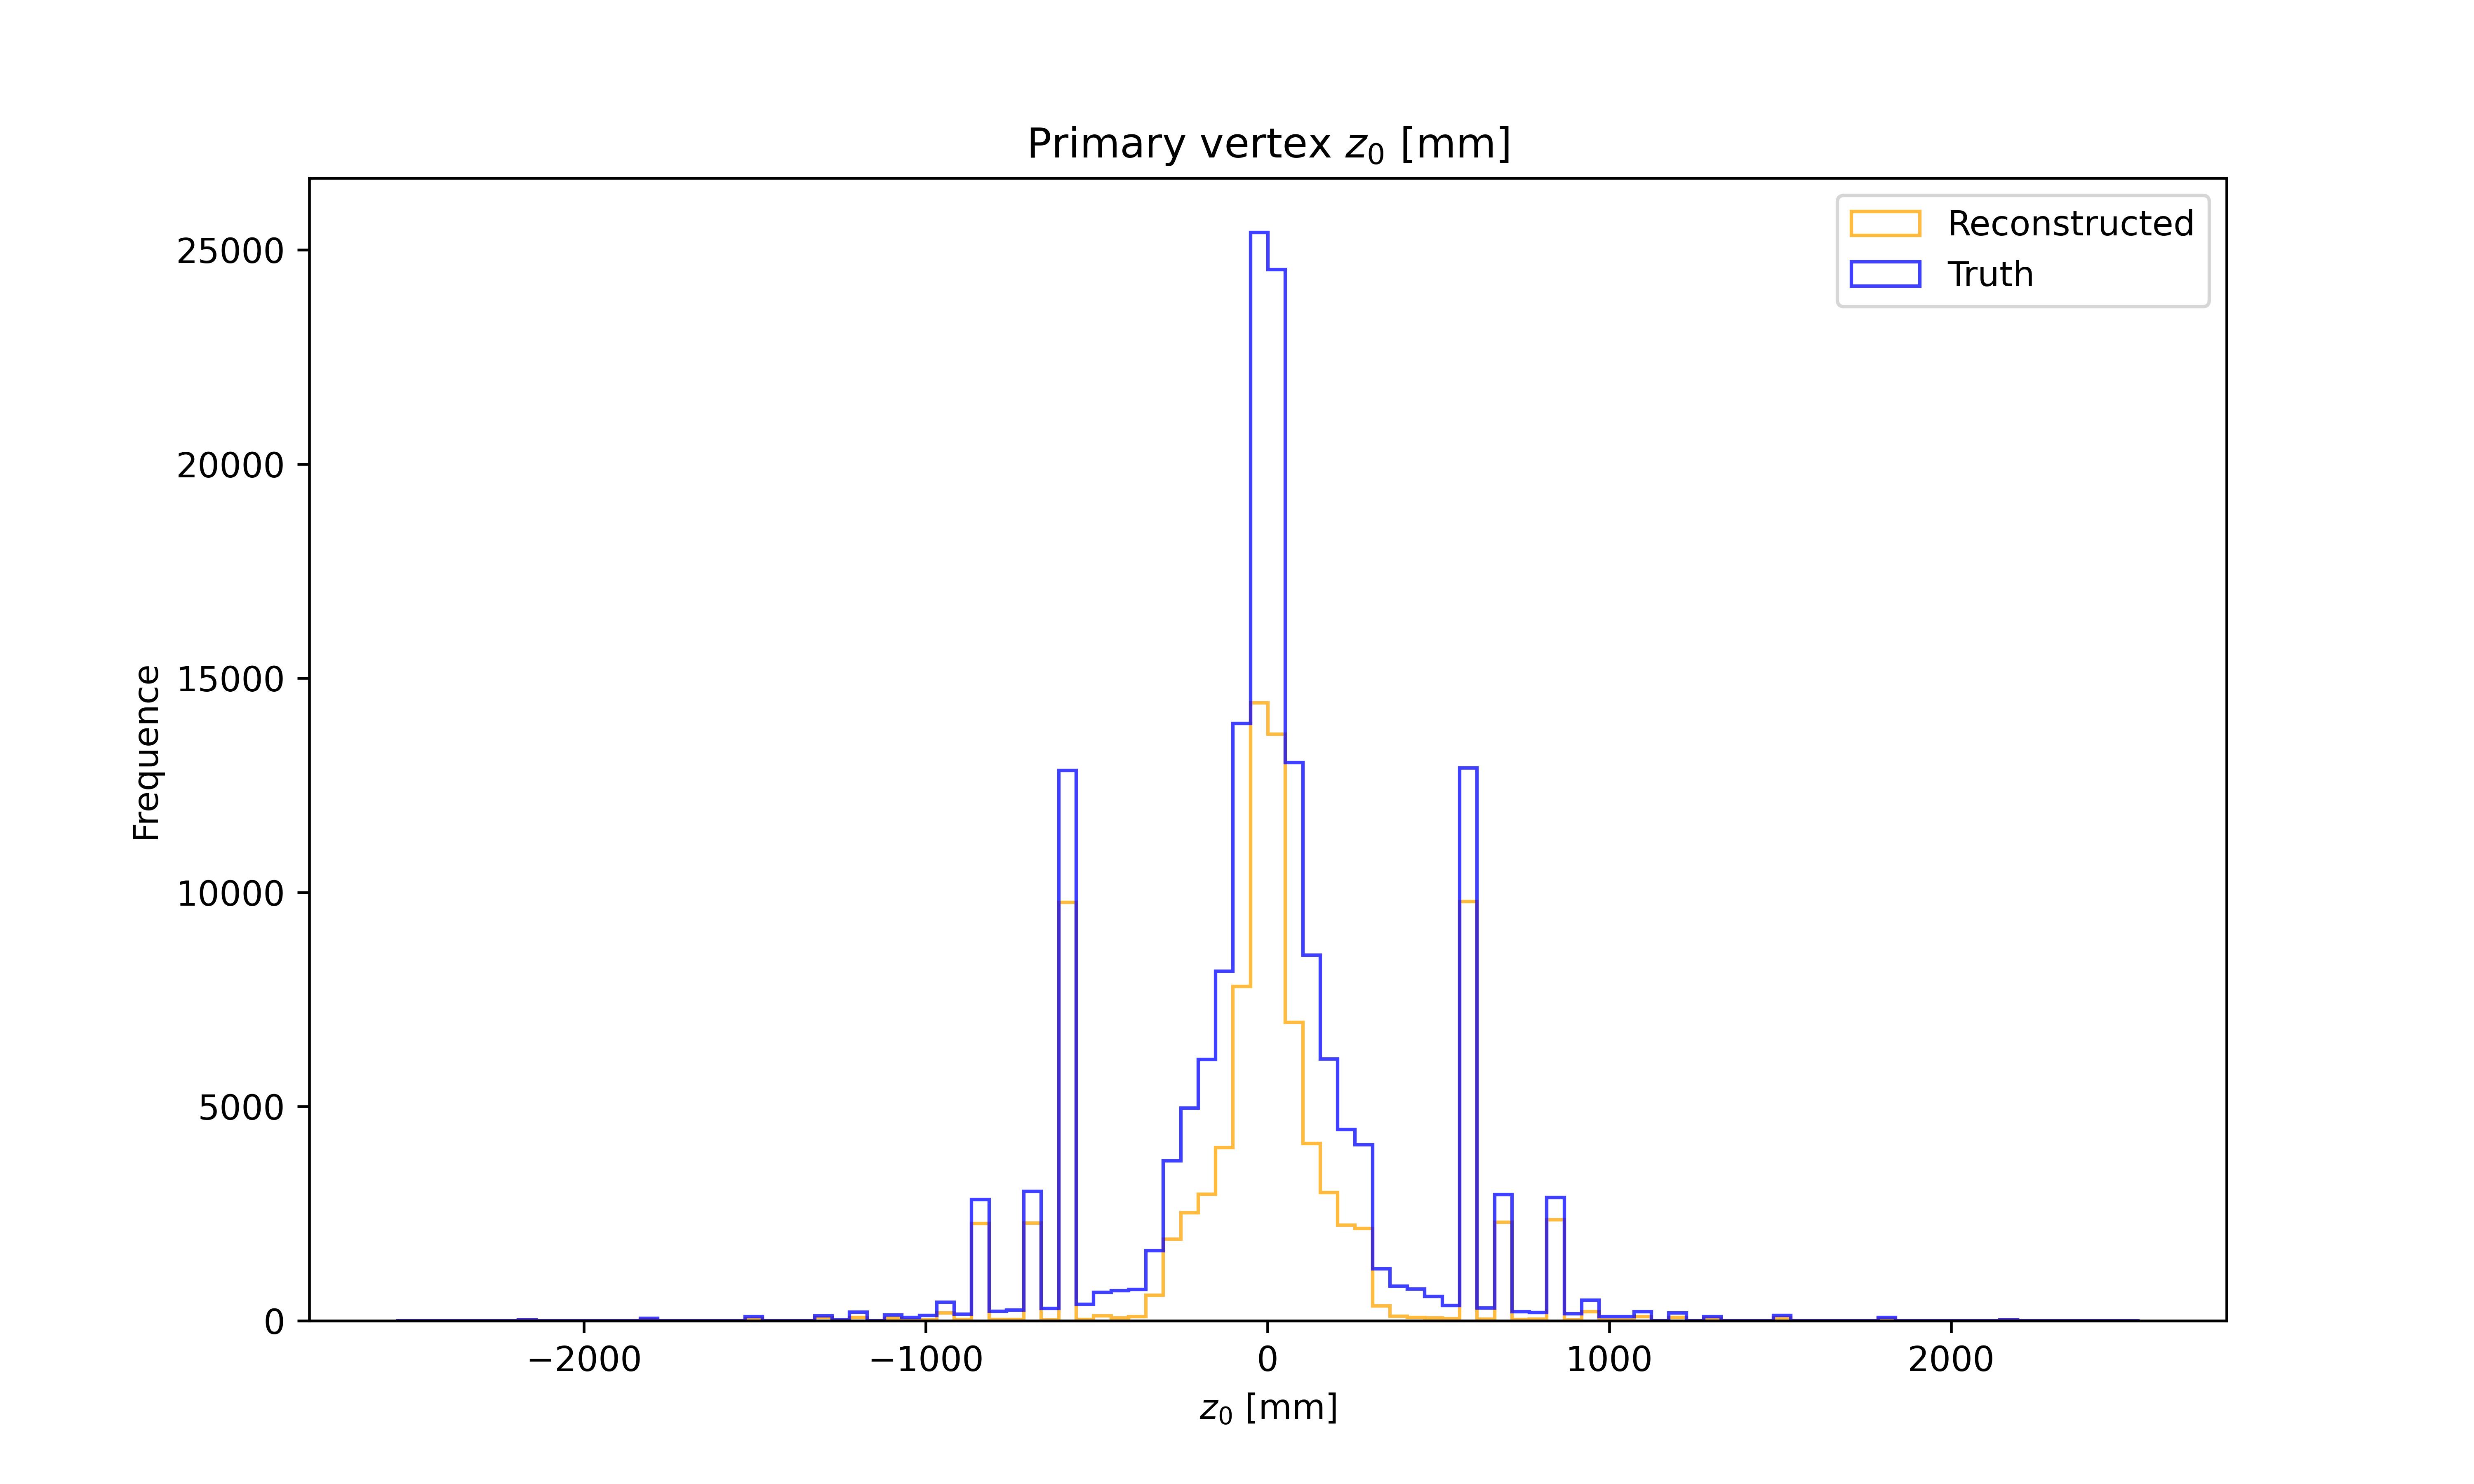 Primary vertex z₀ [mm]
Reconstructed
Truth
Frequence
25000
20000
15000
10000
5000
0
−2000
−1000
0
1000
2000
z₀ [mm]